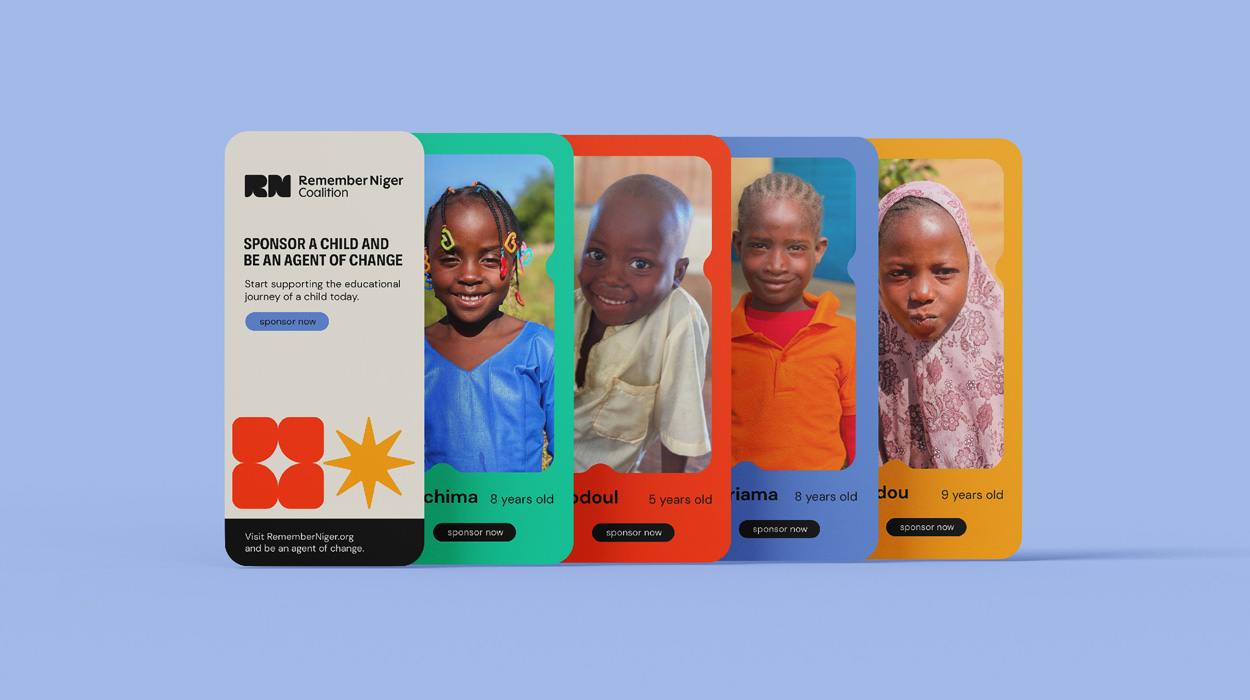 RN
Remember Niger
Coalition
SPONSOR A CHILD AND
BE AN AGENT OF CHANGE
Start supporting the educational
journey of a child today.
sponsor now
Visit RememberNiger.org
and be an agent of change.
chima 8 years old
sponsor now
odoul 5 years old
sponsor now
riama 8 years old
sponsor now
dou 9 years old
sponsor now